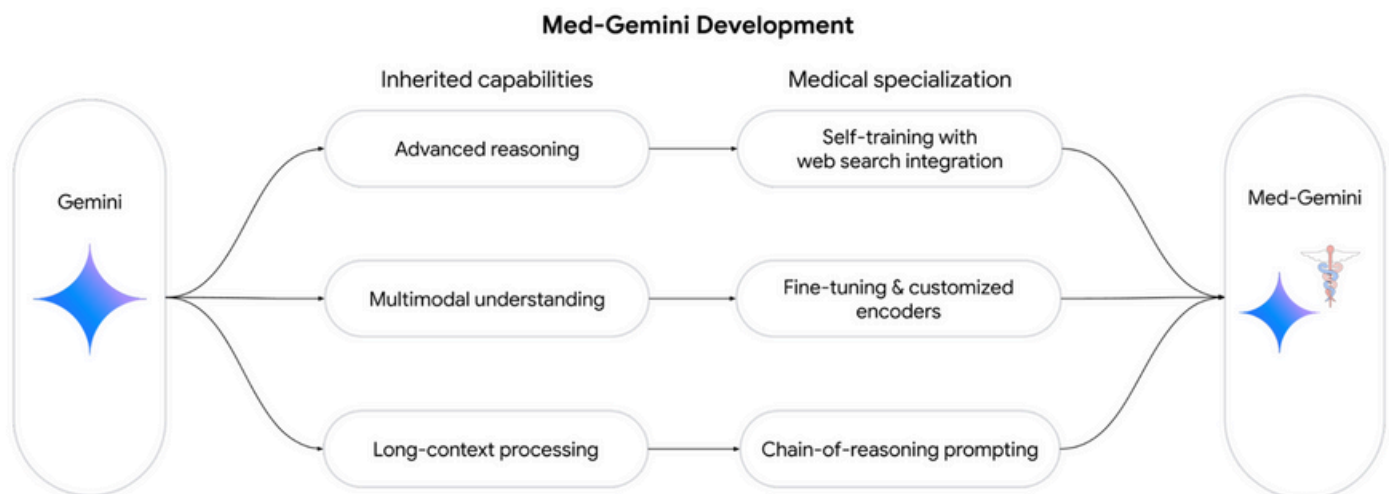 Med-Gemini Development
Inherited capabilities
Medical specialization
Gemini
Advanced reasoning
Self-training with
web search integration
Multimodal understanding
Fine-tuning & customized
encoders
Long-context processing
Chain-of-reasoning prompting
Med-Gemini